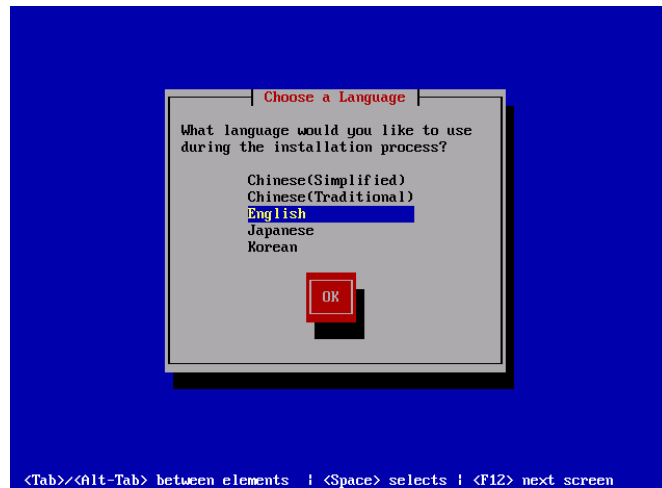 Choose a Language
What language would you like to use
during the installation process?
Chinese(Simplified)
Chinese(Traditional)
English
Japanese
Korean
OK
<Tab>/<Alt-Tab> between elements | <Space> selects | <F12> next screen